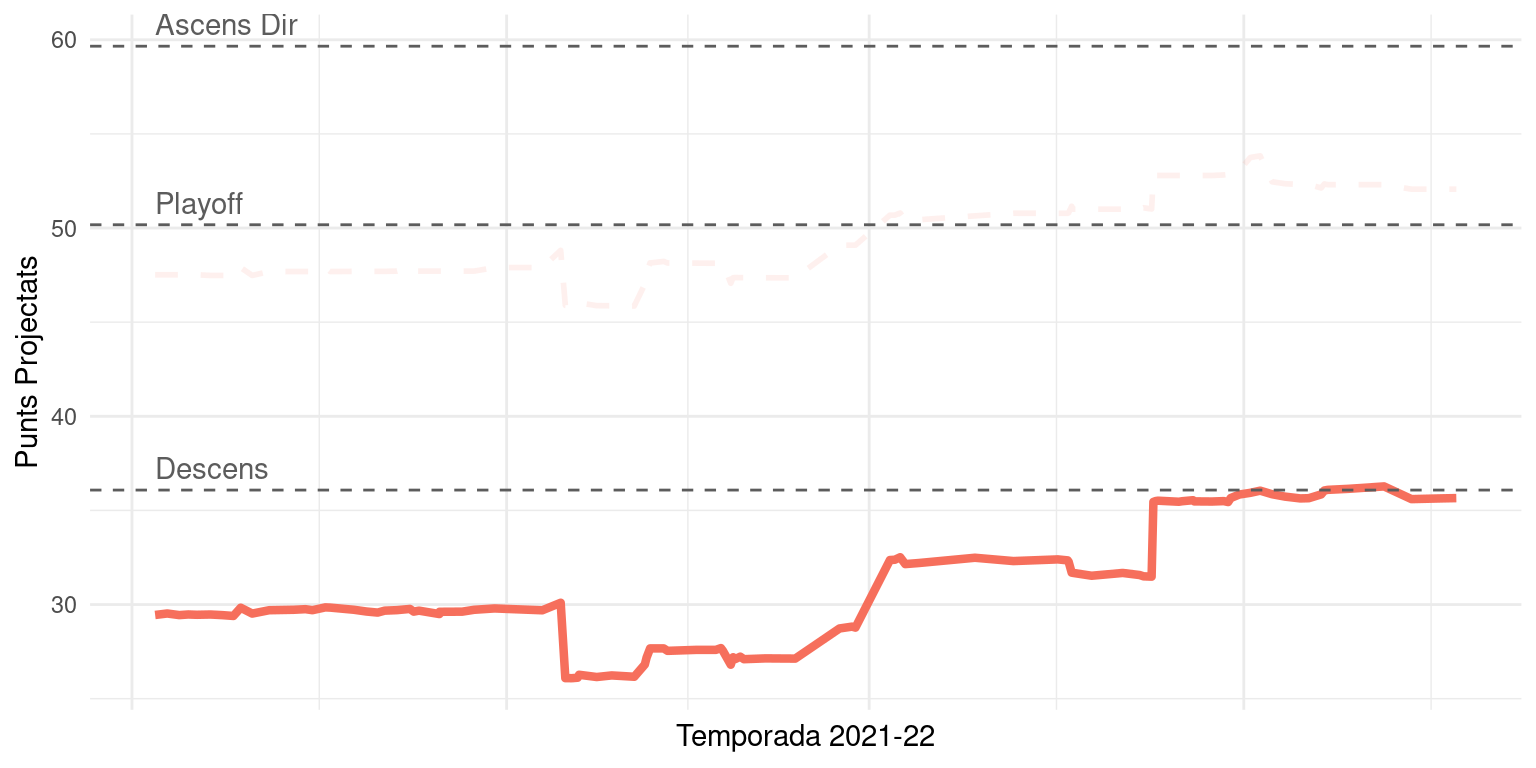 Ascens Dir
60
Playoff
50
Punts Projectats
40
Descens
30
Temporada 2021-22